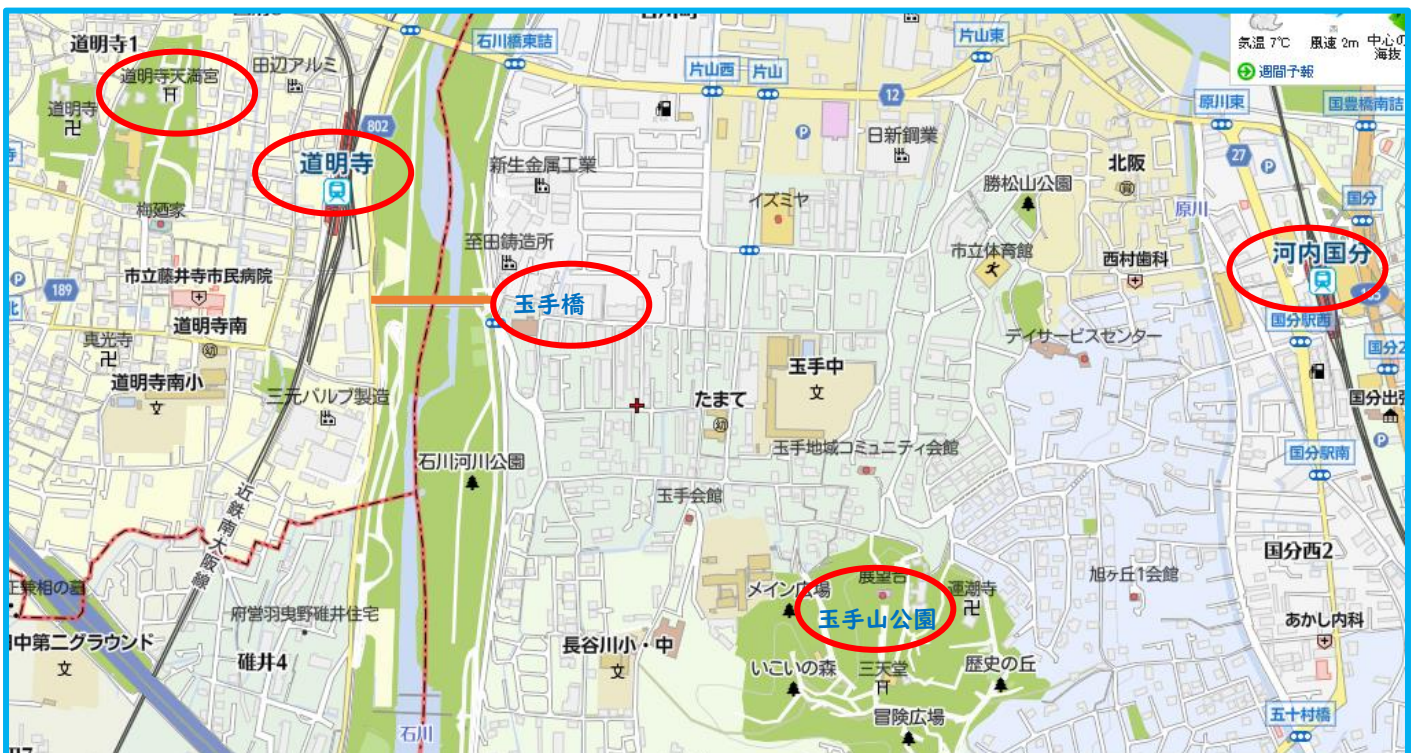 石川橋東詰
片山東
気温 7℃
風速 2m
中心の
海抜
週間予報
道明寺1
道明寺天満宮
田辺アルミ
片山西
片山
12
原川東
国豊橋南詰
道明寺
802
道明寺
新生金属工業
日新鋼業
北阪
27
P
勝松山公園
イズミヤ
原川
国分
梅廼家
至田鋳造所
市立体育館
西村歯科
河内国分
市立藤井寺市民病院
189
玉手橋
165
国分駅西
道明寺南
デイサービスセンター
国分2
道明寺南小
三元バルブ製造
玉手中
たまて
国分出張
石川河川公園
玉手地域コミュニティ会館
国分駅南
近鉄南大阪線
玉手会館
国分西2
メイン広場
展望台
運潮寺
旭ヶ丘1会館
玉手山公園
府営羽曳野碓井住宅
あかし内科
中第二グラウンド
碓井4
長谷川小・中
いこいの森
三天堂
歴史の丘
冒険広場
五十村橋
石川